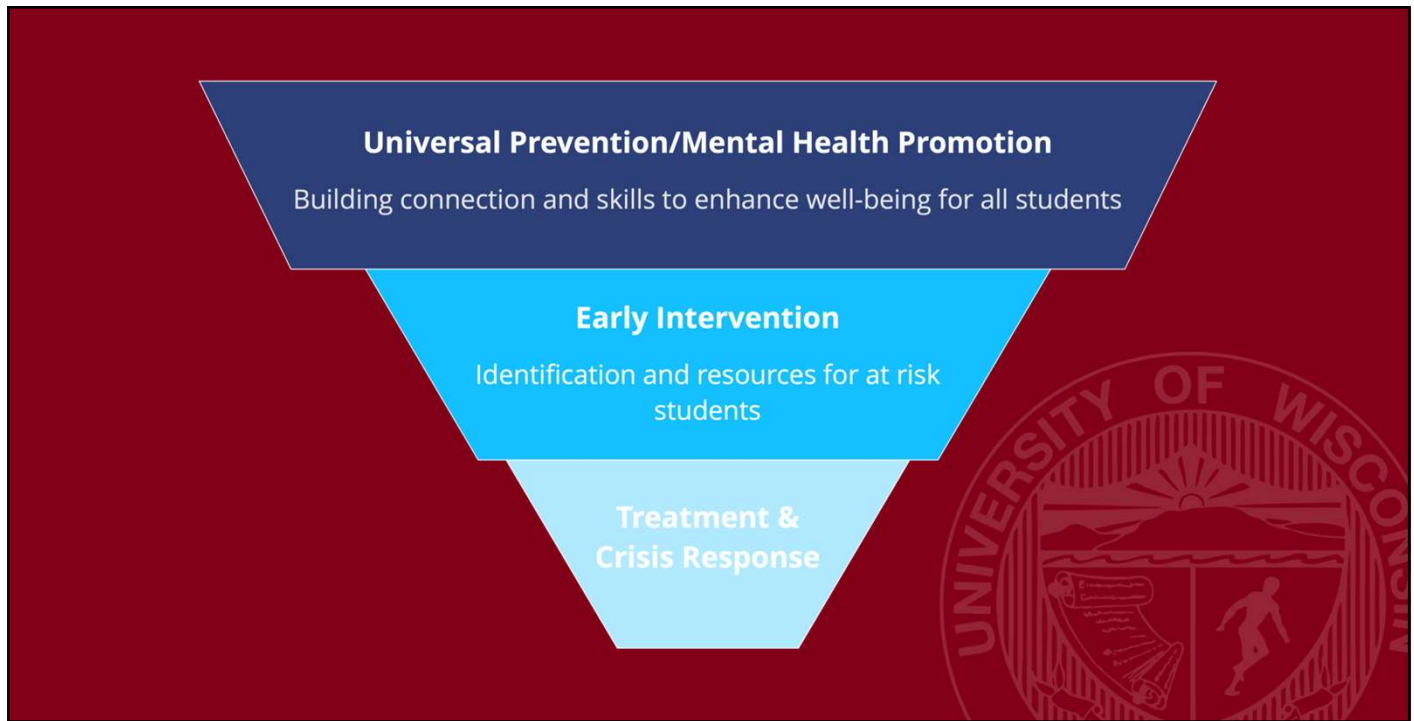 Universal Prevention/Mental Health Promotion
Building connection and skills to enhance well-being for all students
Early Intervention
Identification and resources for at risk
students
Treatment &
Crisis Response
UNIVERSITY OF WISCONSIN